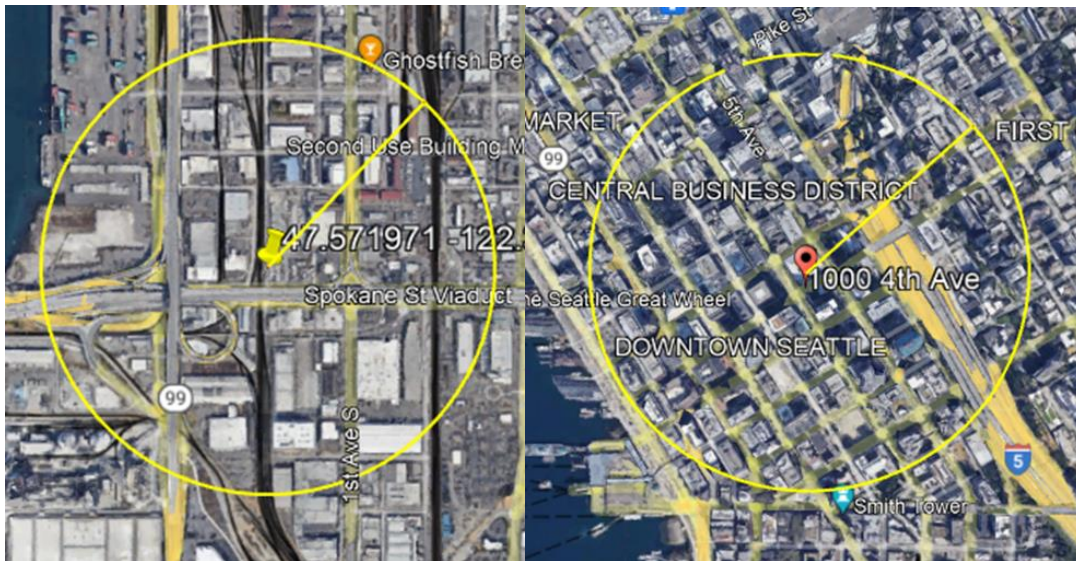 Ghostfish Bre
Second Use Building M
47.571971 -122.
Spokane St Viaduct
99
1st Ave S
Pike St
5th Ave
MARKET
FIRST
99
CENTRAL BUSINESS DISTRICT
1000 4th Ave
he Seattle Great Wheel
DOWNTOWN SEATTLE
5
Smith Tower